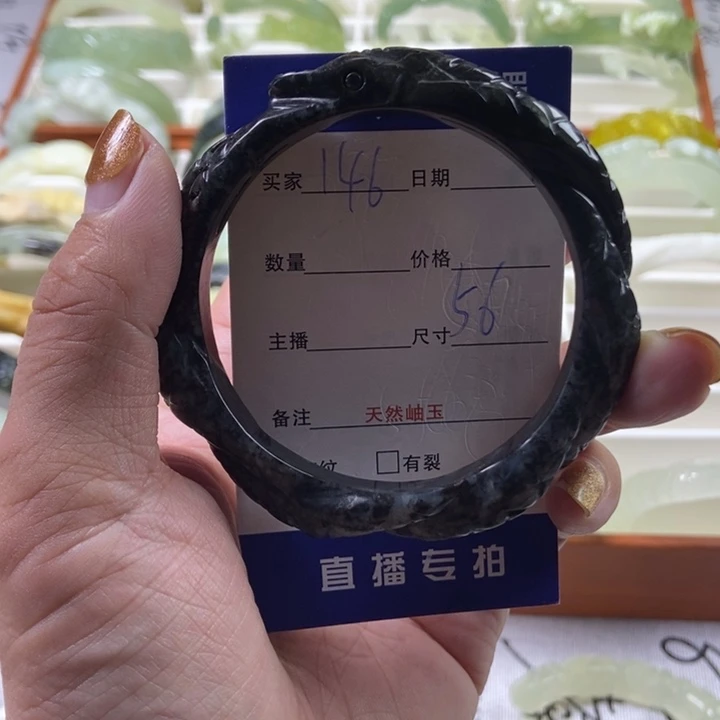 买家 146 日期
数量 价格
主播 尺寸 56
备注 天然岫玉
纹 □有裂
直播专拍